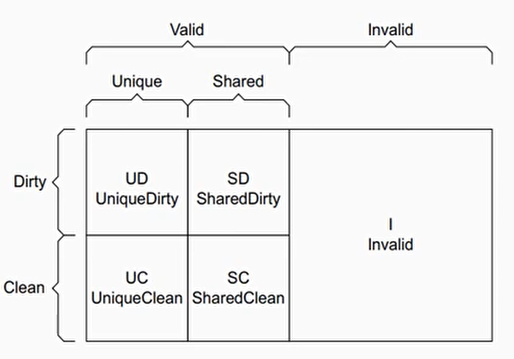 Valid
Invalid
Unique
Shared
Dirty
UD
UniqueDirty
SD
SharedDirty
I
Invalid
Clean
UC
UniqueClean
SC
SharedClean